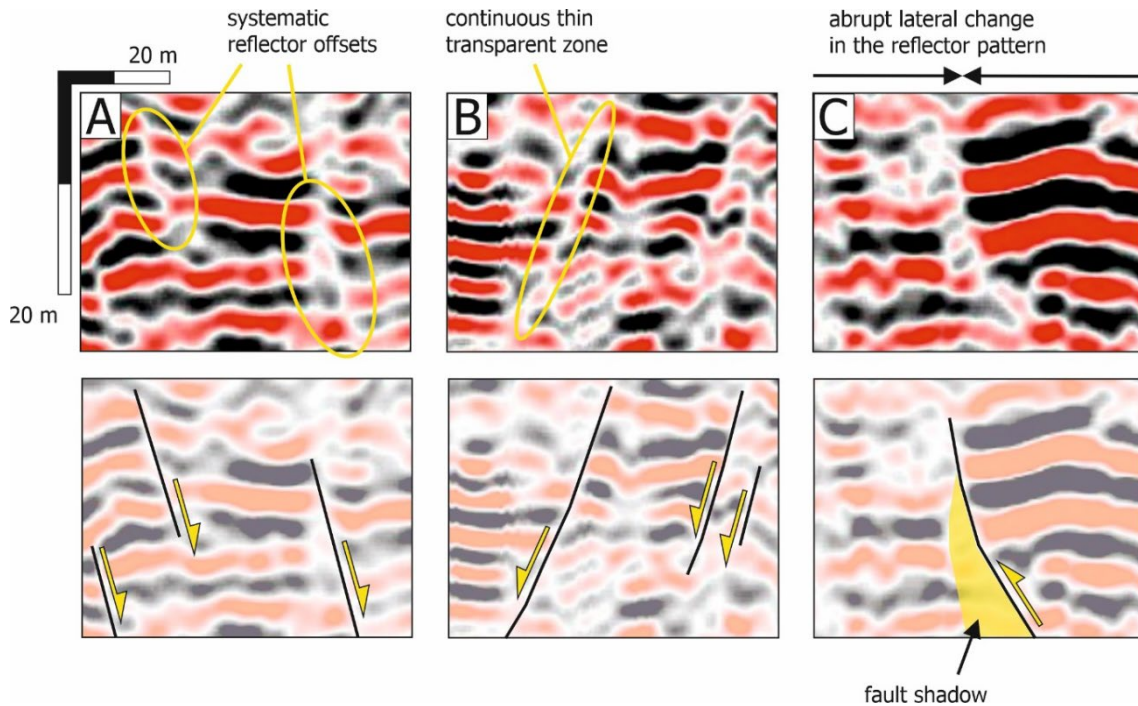 systematic
reflector offsets
continuous thin
transparent zone
abrupt lateral change
in the reflector pattern
20 m
20 m
A
B
C
fault shadow